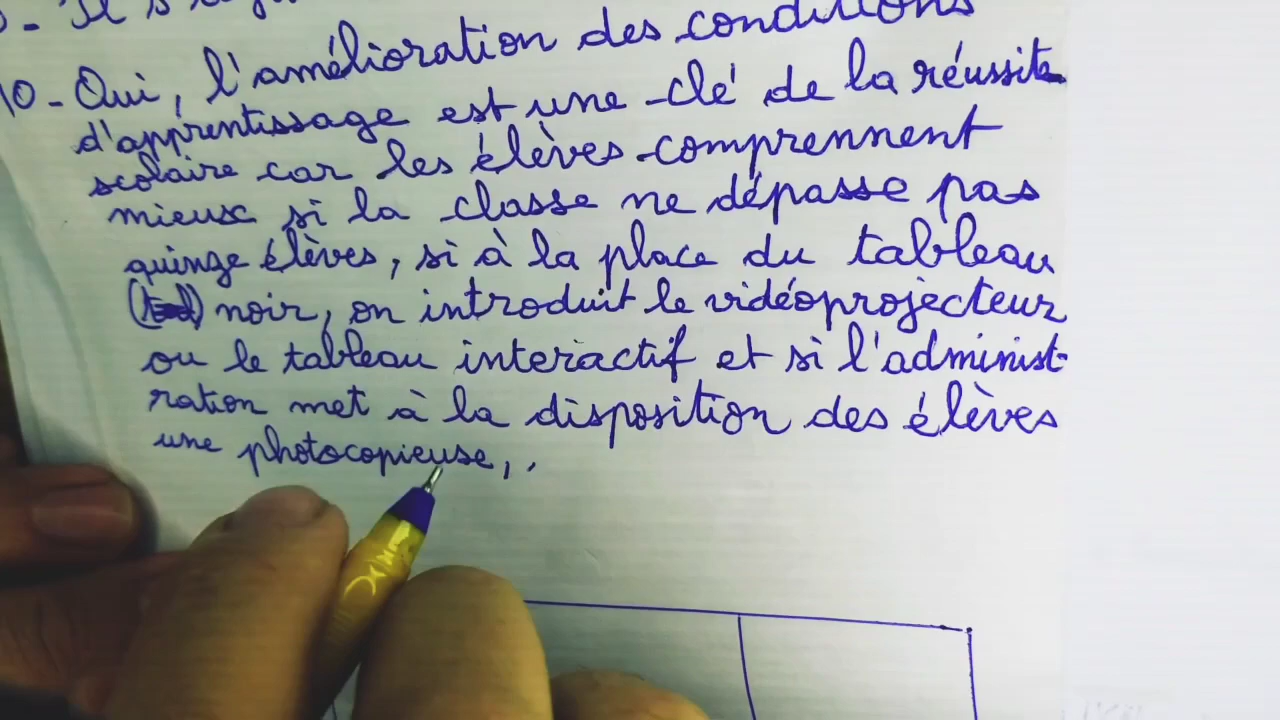 - Il s'
10 - Oui, l'amélioration des conditions
d'apprentissage est une clé de la réussite
scolaire car les élèves comprennent
mieux si la classe ne dépasse pas
quinze élèves, si à la place du tableau
noir, on introduit le vidéoprojecteur
ou le tableau interactif et si l'administ-
ration met à la disposition des élèves
une photocopieuse, ,